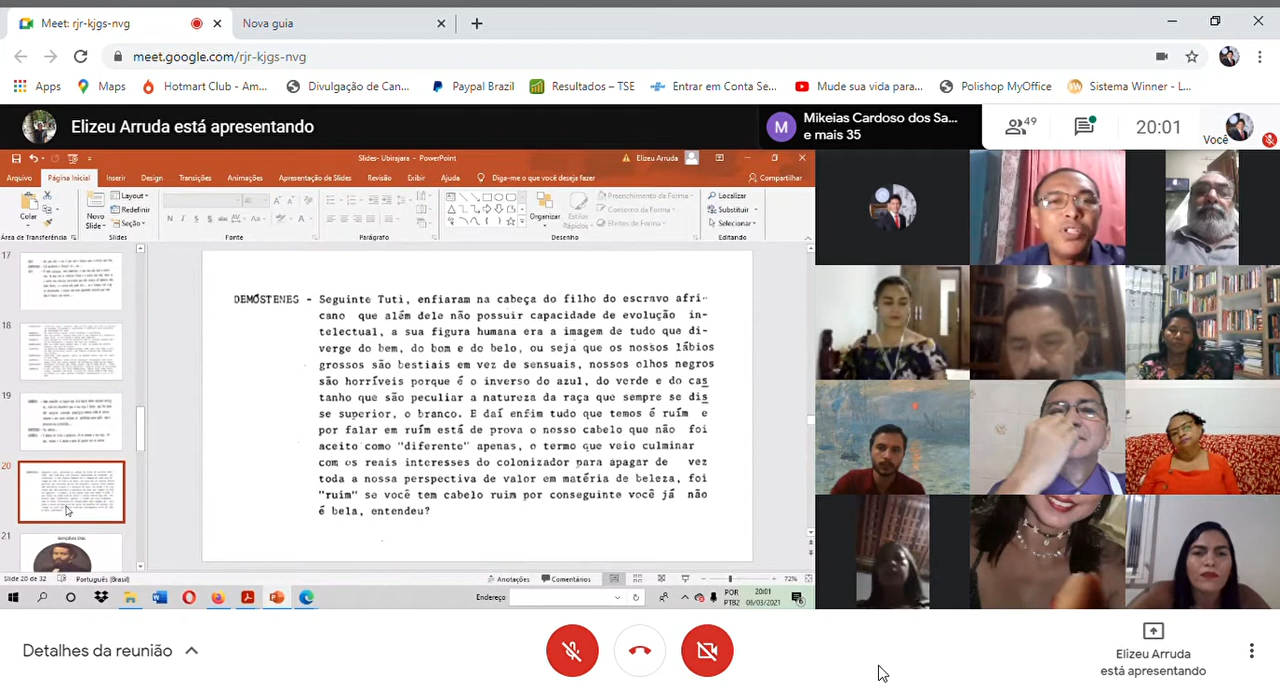 Meet: rjr-kjgs-nvg
Nova guia
meet.google.com/rjr-kjgs-nvg
Apps
Maps
Hotmart Club - Am...
Divulgação de Can...
Paypal Brazil
Resultados – TSE
Entrar em Conta Se...
Mude sua vida para...
Polishop MyOffice
Sistema Winner - L...
Elizeu Arruda está apresentando
M
Mikeias Cardoso dos Sa...
e mais 35
49
20:01
Você
Slides- Ubirajara - PowerPoint
Elizeu Arruda
Arquivo
Página Inicial
Inserir
Design
Transições
Animações
Apresentação de Slides
Revisão
Exibir
Ajuda
Diga-me o que você deseja fazer
Compartilhar
Colar
Novo
Slide
Layout
Redefinir
Seção
Organizar
Estilos
Rápidos
Preenchimento da Forma
Contorno da Forma
Efeitos de Forma
Localizar
Substituir
Selecionar
Área de Transferência
Slides
Fonte
Parágrafo
Desenho
Editando
17
18
19
20
21
Gonçalves Dias
DEMÓSTENES - Seguinte Tuti, enfiaram na cabeça do filho do escravo afri-
cano que além dele não possuir capacidade de evolução in-
telectual, a sua figura humana era a imagem de tudo que di-
do bem, do bom e do belo ou seja que os nossos lábios
grossos são bestiais em vez de sensuais, nossos olhos negros
são horríveis porque é o inverso do azul, do verde e do cas
tanho que são peculiar a natureza da raça que sempre se dis
se superior, o branco. E foi enfim tudo que temos é ruím e
por falar em ruím está de prova o nosso cabelo que não foi
aceito como "diferente" apenas, o termo que veio culminar
com os reais interesses do colonizador para apagar de vez
toda a nossa perspectiva de valor em matéria de beleza, foi
"ruim" se você tem cabelo ruim por conseguinte você já não
é bela, entendeu?
Slide 20 de 32
Português (Brasil)
Anotações
Comentários
72%
Endereço
POR
PTB2
20:01
06/03/2021
Detalhes da reunião
Elizeu Arruda
está apresentando